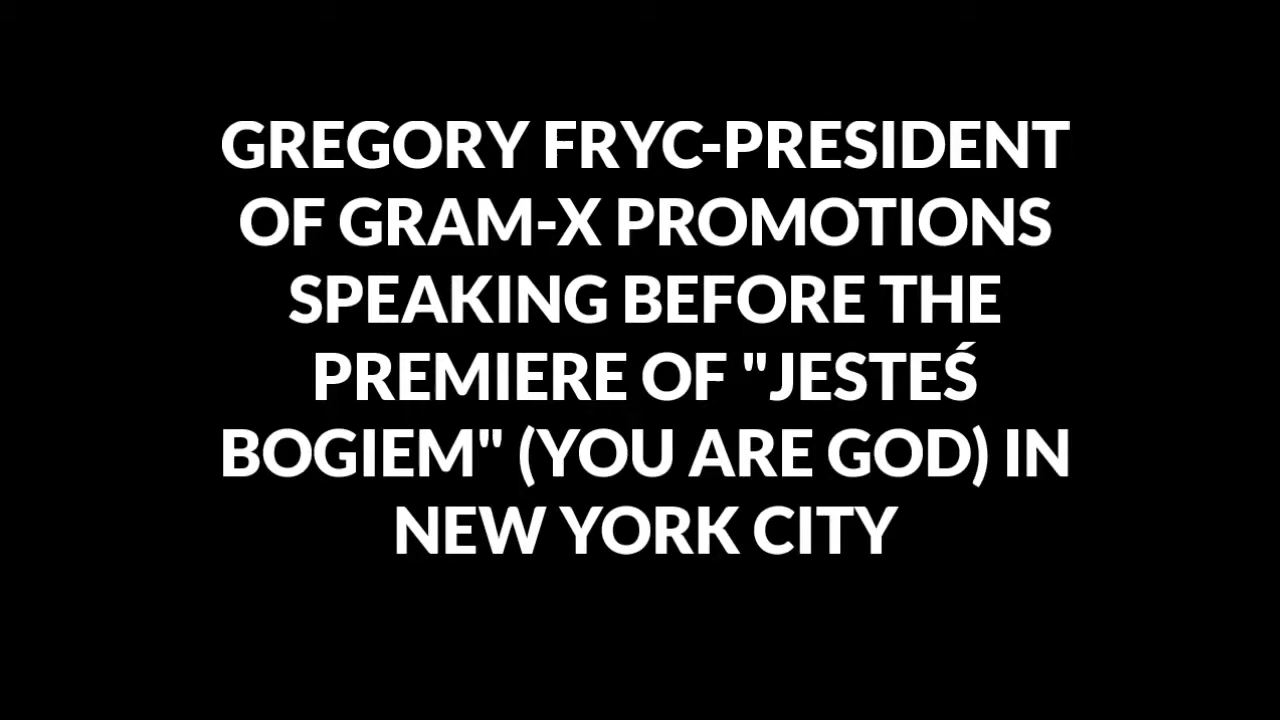 GREGORY FRYC-PRESIDENT
OF GRAM-X PROMOTIONS
SPEAKING BEFORE THE
PREMIERE OF "JESTEŚ
BOGIEM" (YOU ARE GOD) IN
NEW YORK CITY